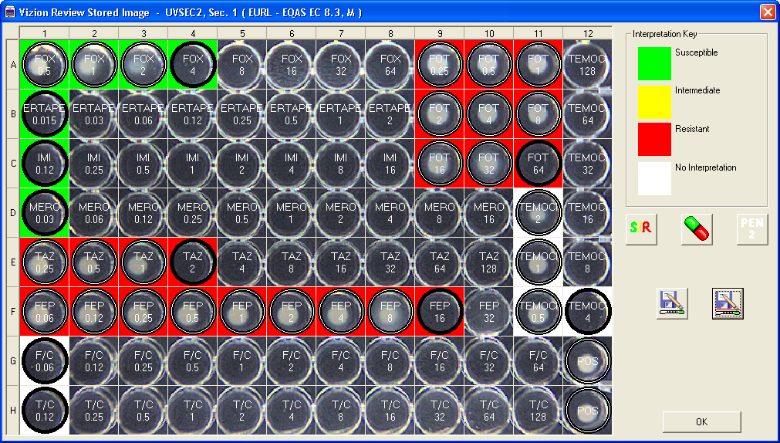 Vizion Review Stored Image - UVSEC2, Sec. 1 ( EURL - EQAS EC 8.3, M )
1 2 3 4 5 6 7 8 9 10 11 12
A FOX 0.5 FOX 1 FOX 2 FOX 4 FOX 8 FOX 16 FOX 32 FOX 64 FOT 0.25 FOT 0.5 FOT 1 TEMOC 128
B ERTAPE 0.015 ERTAPE 0.03 ERTAPE 0.06 ERTAPE 0.12 ERTAPE 0.25 ERTAPE 0.5 ERTAPE 1 ERTAPE 2 FOT 2 FOT 4 FOT 8 TEMOC 64
C IMI 0.12 IMI 0.25 IMI 0.5 IMI 1 IMI 2 IMI 4 IMI 8 IMI 16 FOT 16 FOT 32 FOT 64 TEMOC 32
D MERO 0.03 MERO 0.06 MERO 0.12 MERO 0.25 MERO 0.5 MERO 1 MERO 2 MERO 4 MERO 8 MERO 16 TEMOC 2 TEMOC 16
E TAZ 0.25 TAZ 0.5 TAZ 1 TAZ 2 TAZ 4 TAZ 8 TAZ 16 TAZ 32 TAZ 64 TAZ 128 TEMOC 1 TEMOC 8
F FEP 0.06 FEP 0.12 FEP 0.25 FEP 0.5 FEP 1 FEP 2 FEP 4 FEP 8 FEP 16 FEP 32 TEMOC 0.5 TEMOC 4
G F/C 0.06 F/C 0.12 F/C 0.25 F/C 0.5 F/C 1 F/C 2 F/C 4 F/C 8 F/C 16 F/C 32 F/C 64 POS
H T/C 0.12 T/C 0.25 T/C 0.5 T/C 1 T/C 2 T/C 4 T/C 8 T/C 16 T/C 32 T/C 64 T/C 128 POS
Interpretation Key
Susceptible
Intermediate
Resistant
No Interpretation
S R
PEN
2
OK